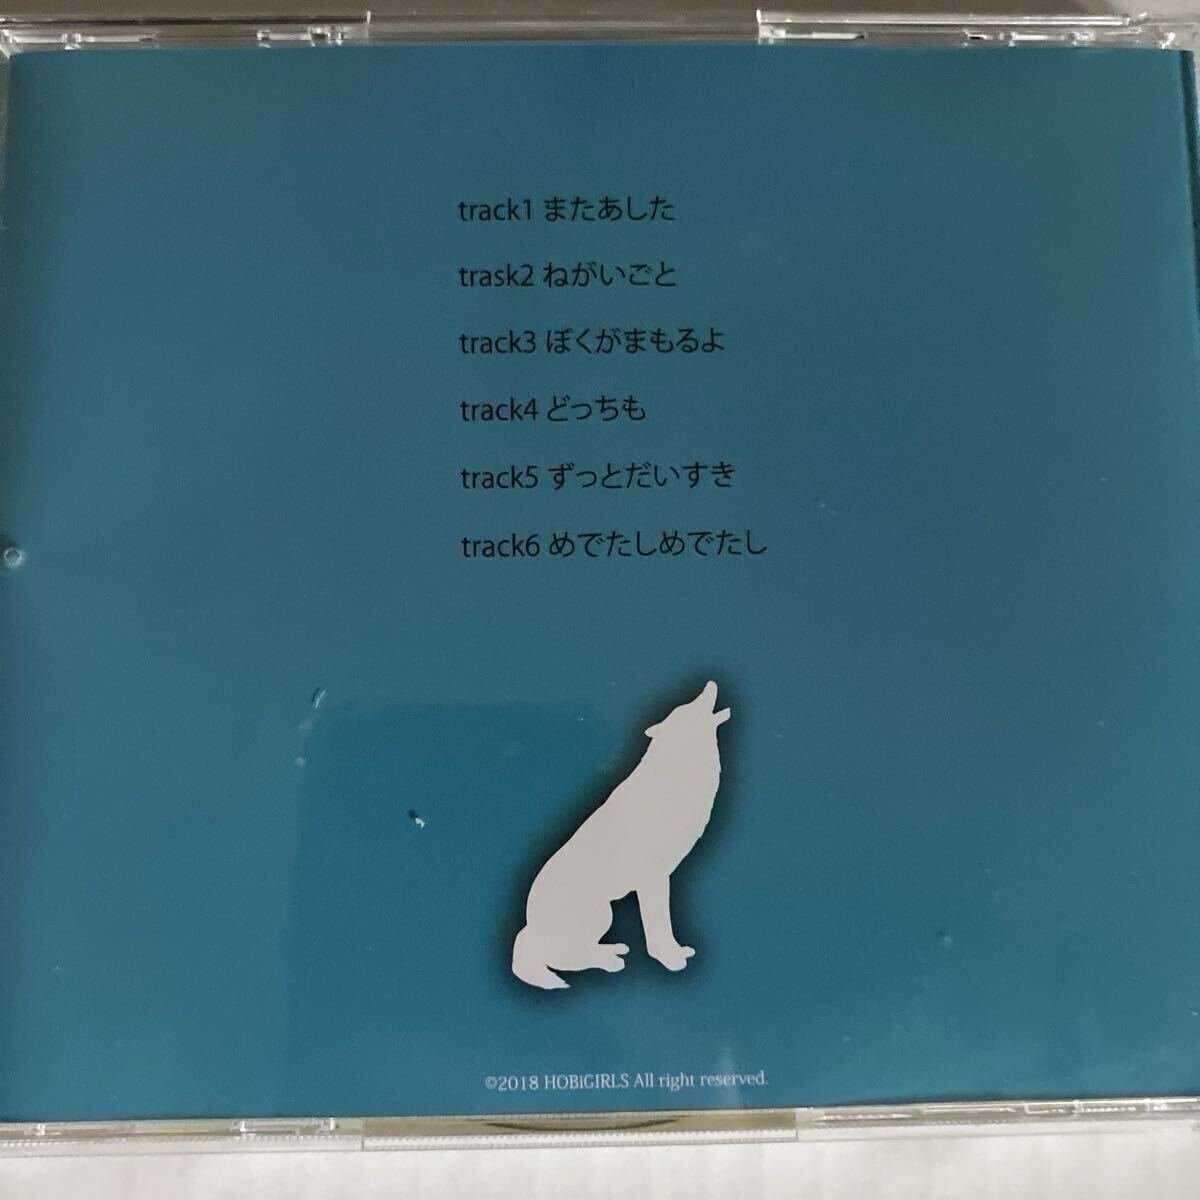 track1 またあした
trask2 ねがいごと
track3 ぼくがまもるよ
track4 どっちも
track5 ずっとだいすき
track6 めでたしめでたし
©2018 HOBiGIRLS All right reserved.